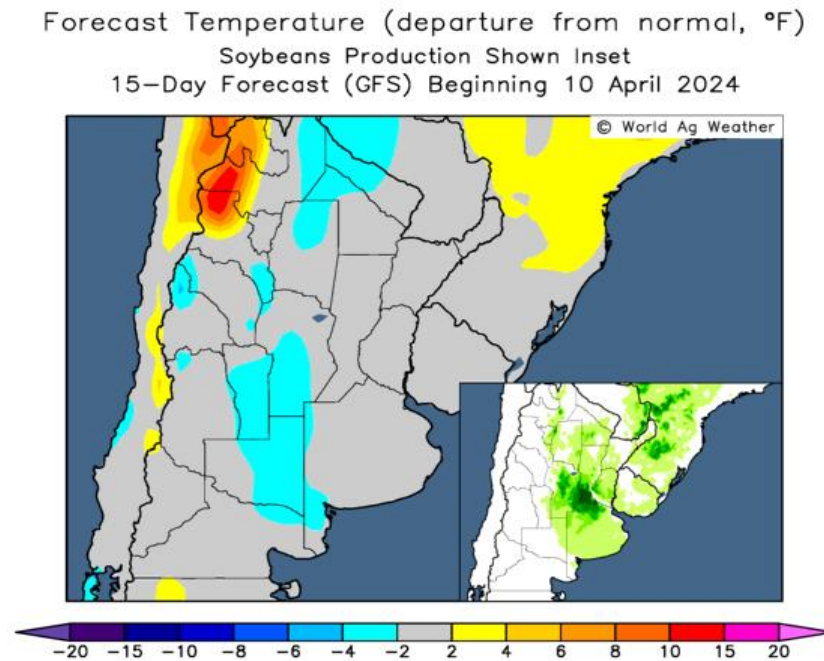 Forecast Temperature (departure from normal, °F)
Soybeans Production Shown Inset
15-Day Forecast (GFS) Beginning 10 April 2024
© World Ag Weather
-20 -15 -10 -8 -6 -4 -2 2 4 6 8 10 15 20